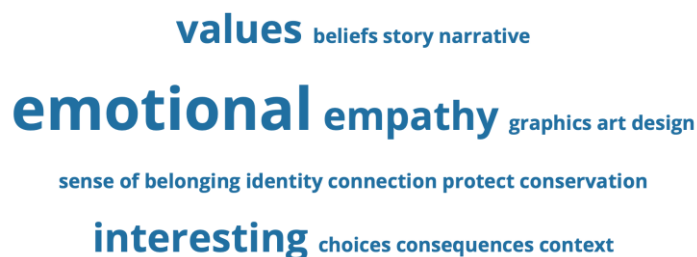 values beliefs story narrative
emotional empathy graphics art design
sense of belonging identity connection protect conservation
interesting choices consequences context